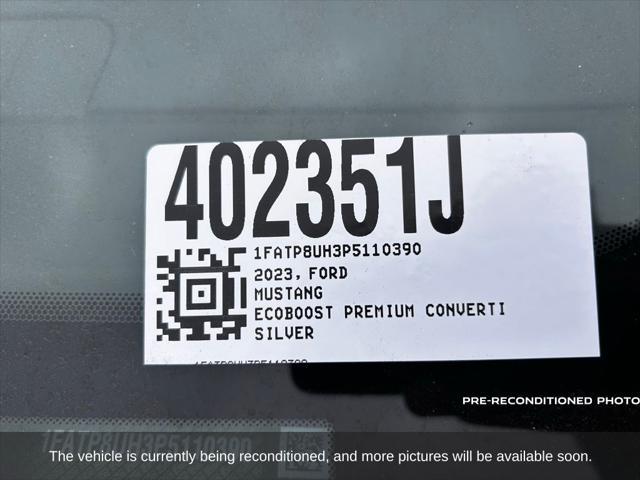 402351J
1FATP8UH3P5110390
2023, FORD
MUSTANG
ECOBOOST PREMIUM CONVERTI
SILVER
PRE-RECONDITIONED PHOTO
1FATP8UH3P5110390
The vehicle is currently being reconditioned, and more pictures will be available soon.